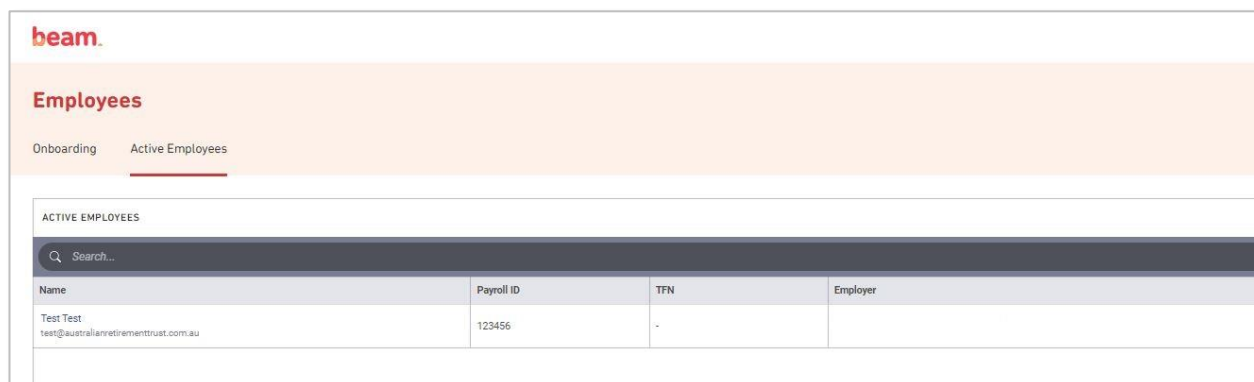 beam.
Employees
Onboarding Active Employees
ACTIVE EMPLOYEES
Search...
Name Payroll ID TFN Employer
Test Test
test@australianretirementtrust.com.au
123456
-